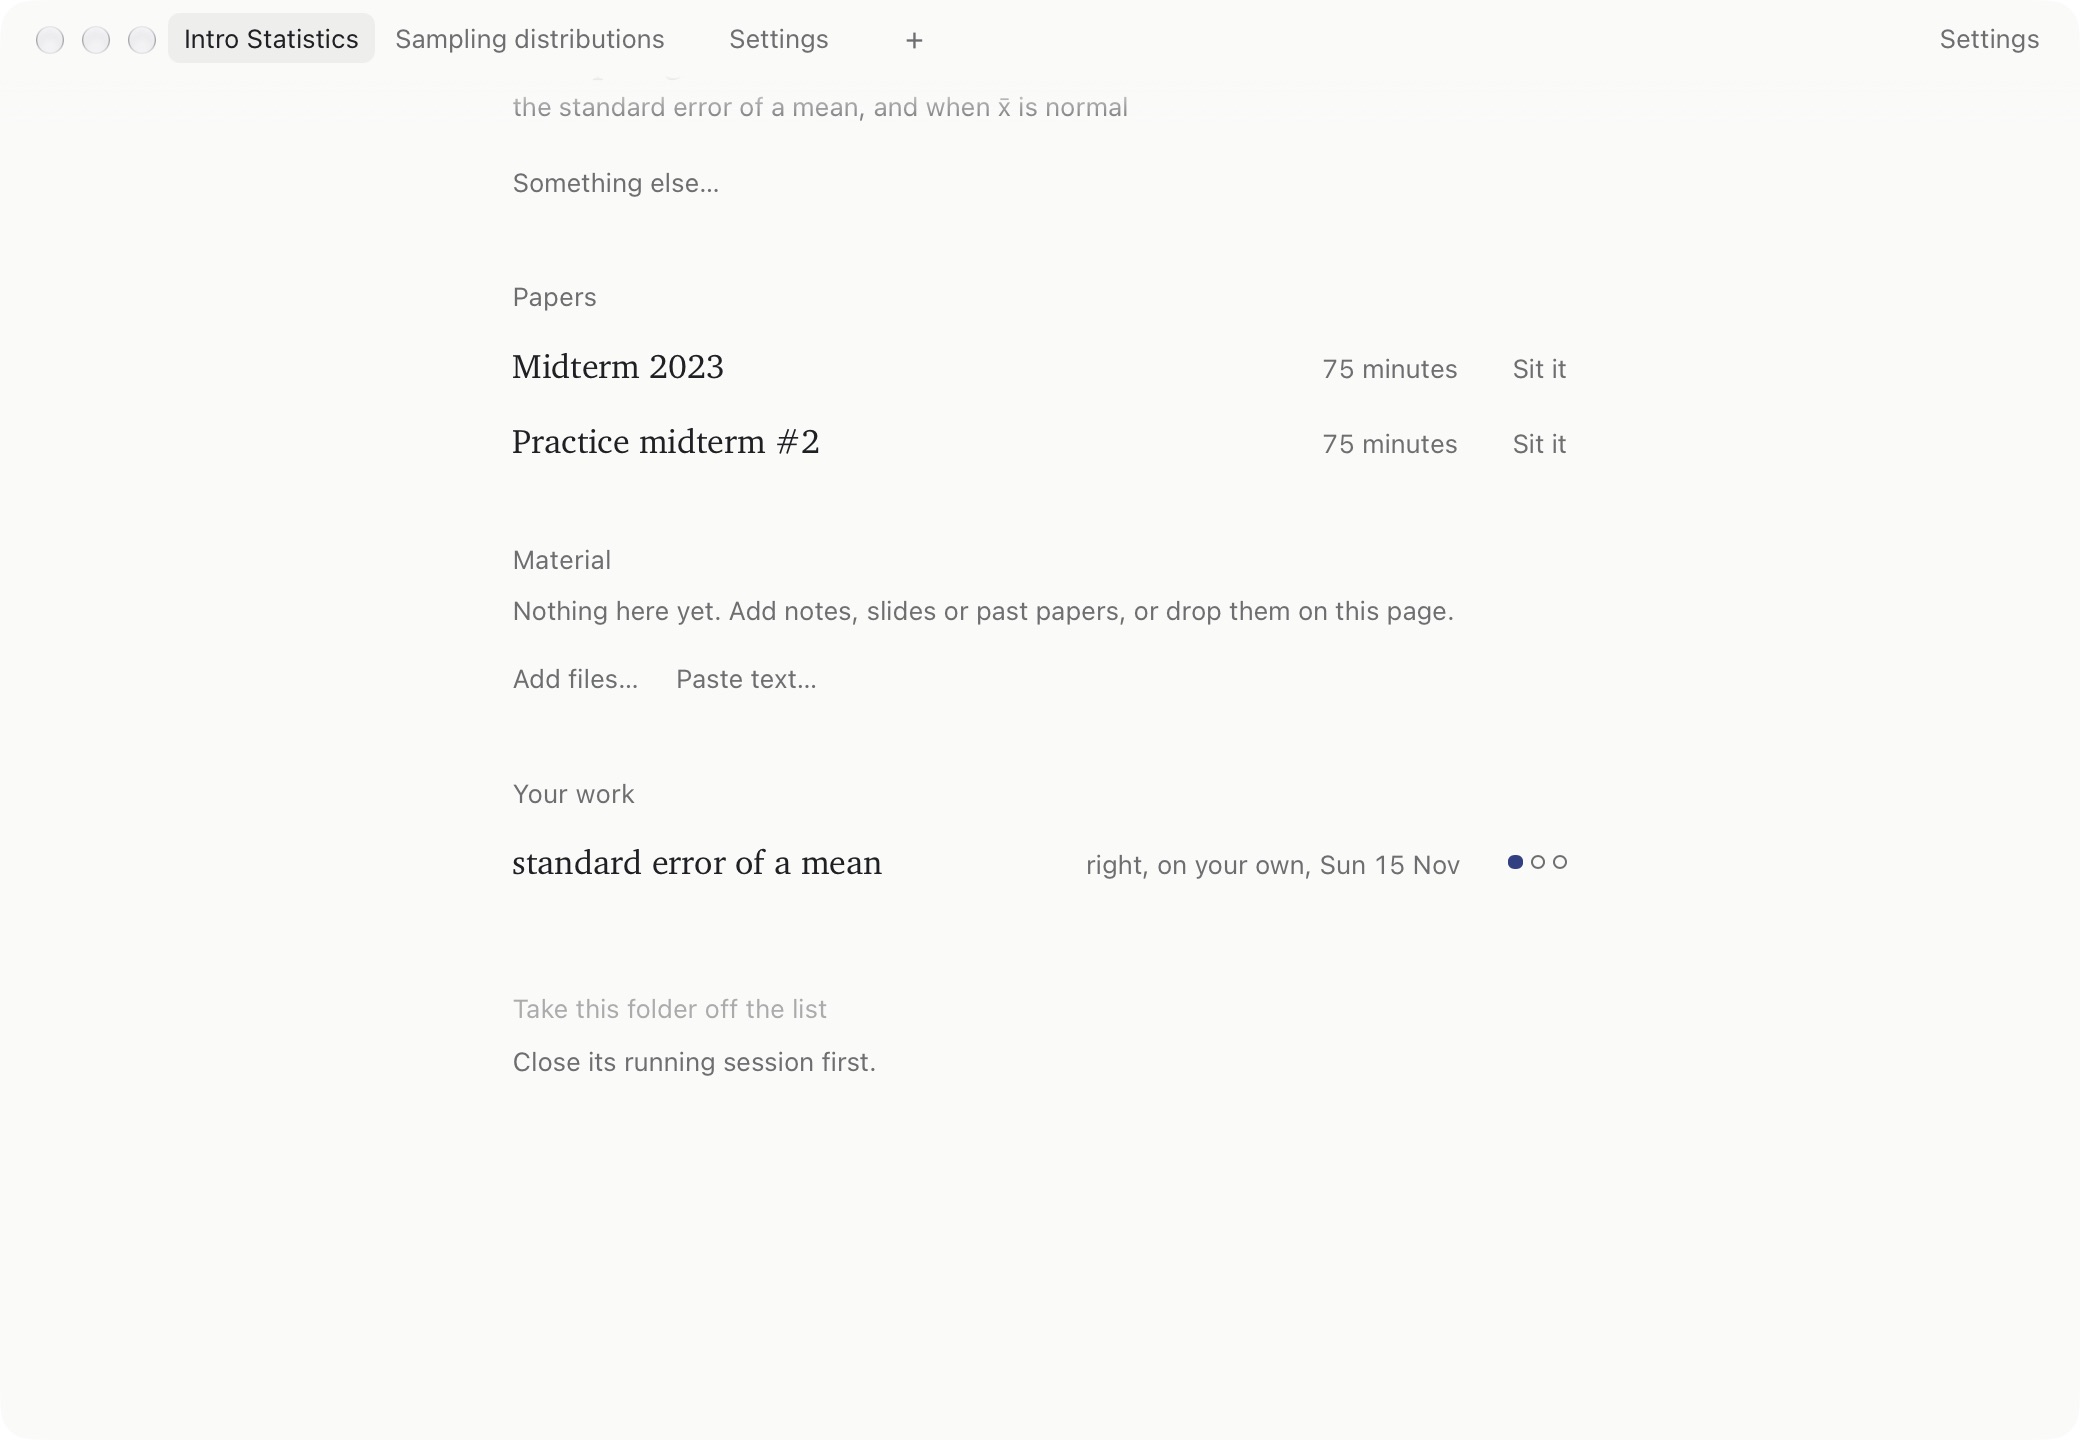 Intro Statistics Sampling distributions Settings + Settings
the standard error of a mean, and when x̄ is normal
Something else...
Papers
Midterm 2023 75 minutes Sit it
Practice midterm #2 75 minutes Sit it
Material
Nothing here yet. Add notes, slides or past papers, or drop them on this page.
Add files... Paste text...
Your work
standard error of a mean right, on your own, Sun 15 Nov
Take this folder off the list
Close its running session first.